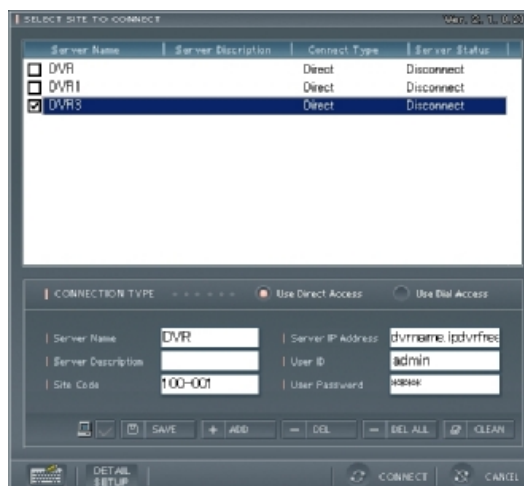 SELECT SITE TO CONNECT
Server Name Server Discription Connect Type Server Status
DVR Direct Disconnect
DVR1 Direct Disconnect
DVR3 Direct Disconnect
CONNECTION TYPE Use Direct Access Use Dial Access
Server Name DVR Server IP Address dvrname.ipdvrfree
Server Description User ID admin
Site Code 100-001 User Password *****
SAVE + ADD - DEL - DEL ALL CLEAN
DETAIL SETUP CONNECT CANCEL